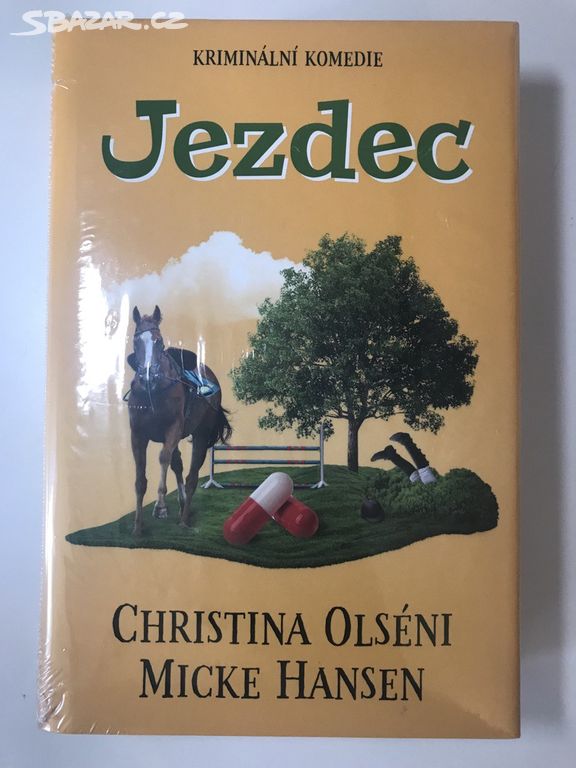 SBAZAR.CZ
KRIMINÁLNÍ KOMEDIE
Jezdec
CHRISTINA OLSÉNI
MICKE HANSEN